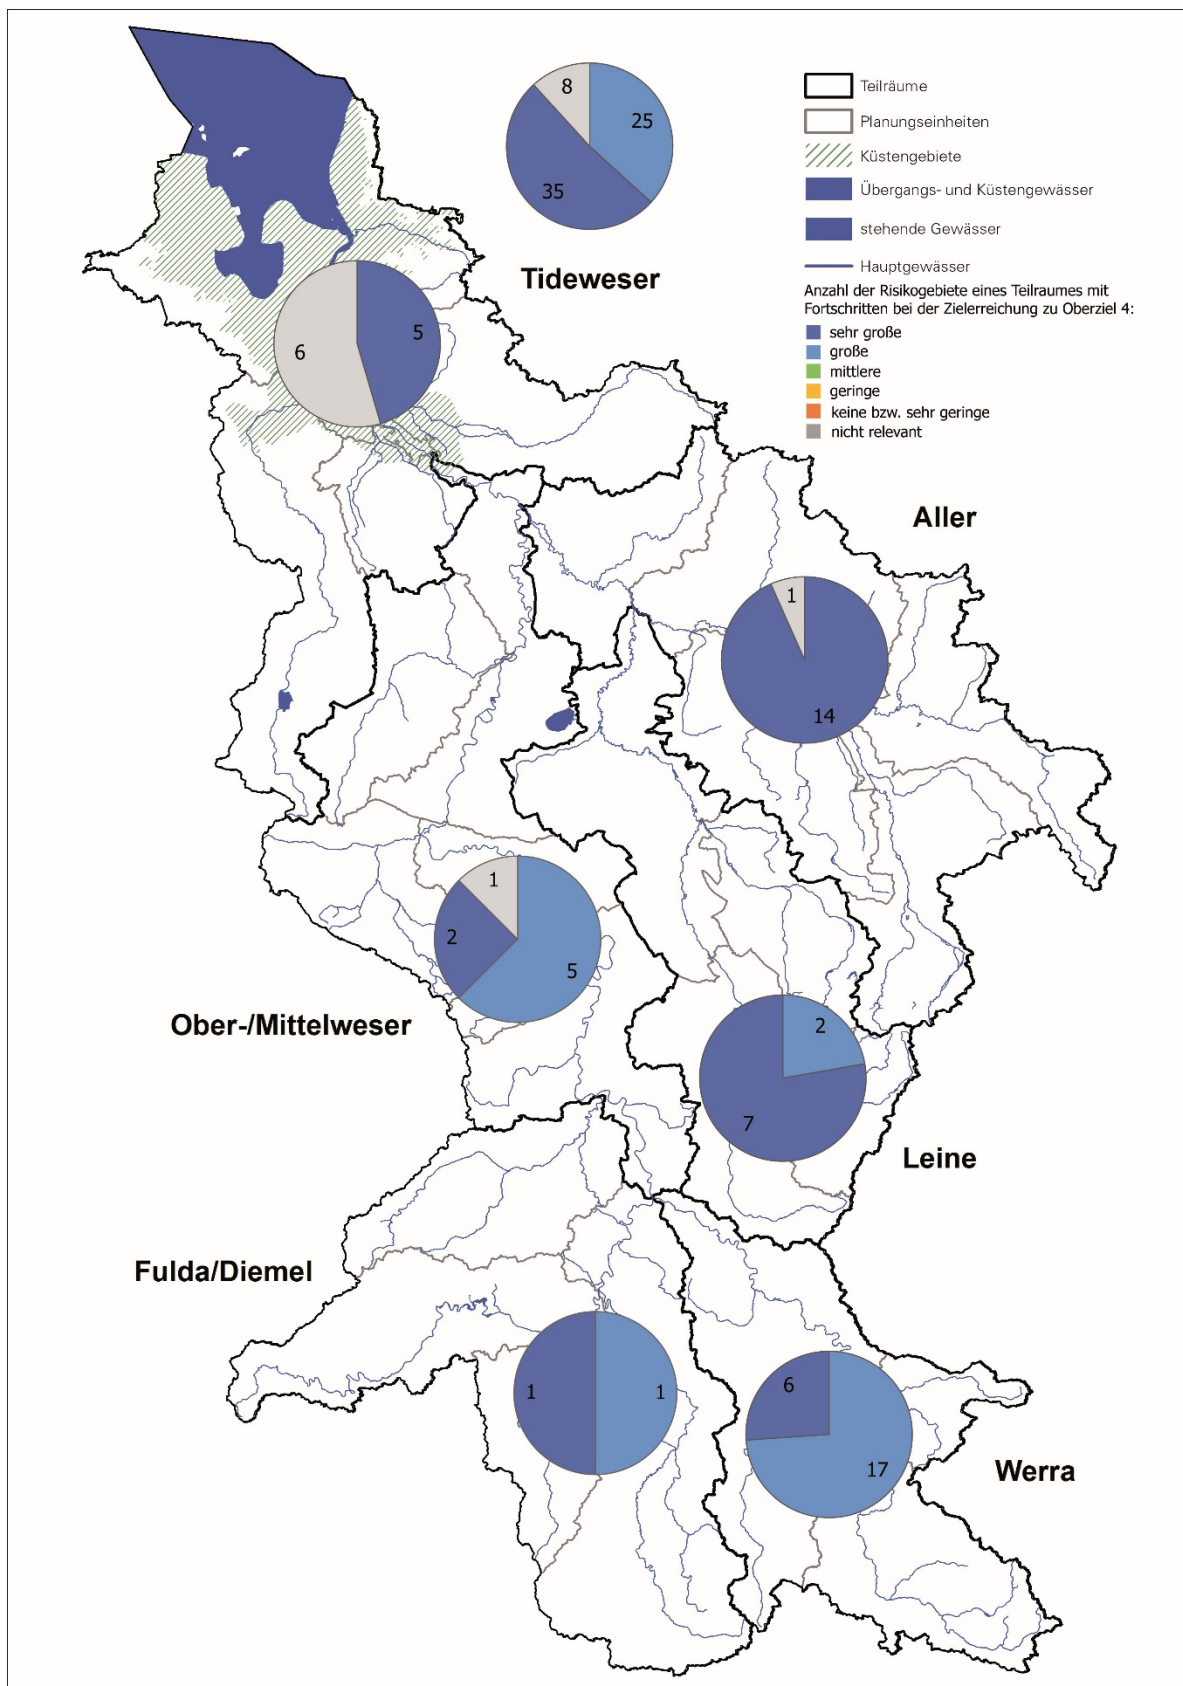 8
25
35
Teilräume
Planungseinheiten
Küstengebiete
Übergangs- und Küstengewässer
stehende Gewässer
Hauptgewässer
Anzahl der Risikogebiete eines Teilraumes mit
Fortschritten bei der Zielerreichung zu Oberziel 4:
sehr große
große
mittlere
geringe
keine bzw. sehr geringe
nicht relevant
Tideweser
6
5
Aller
1
14
1
2
5
Ober-/Mittelweser
2
7
Leine
Fulda/Diemel
1
1
6
17
Werra